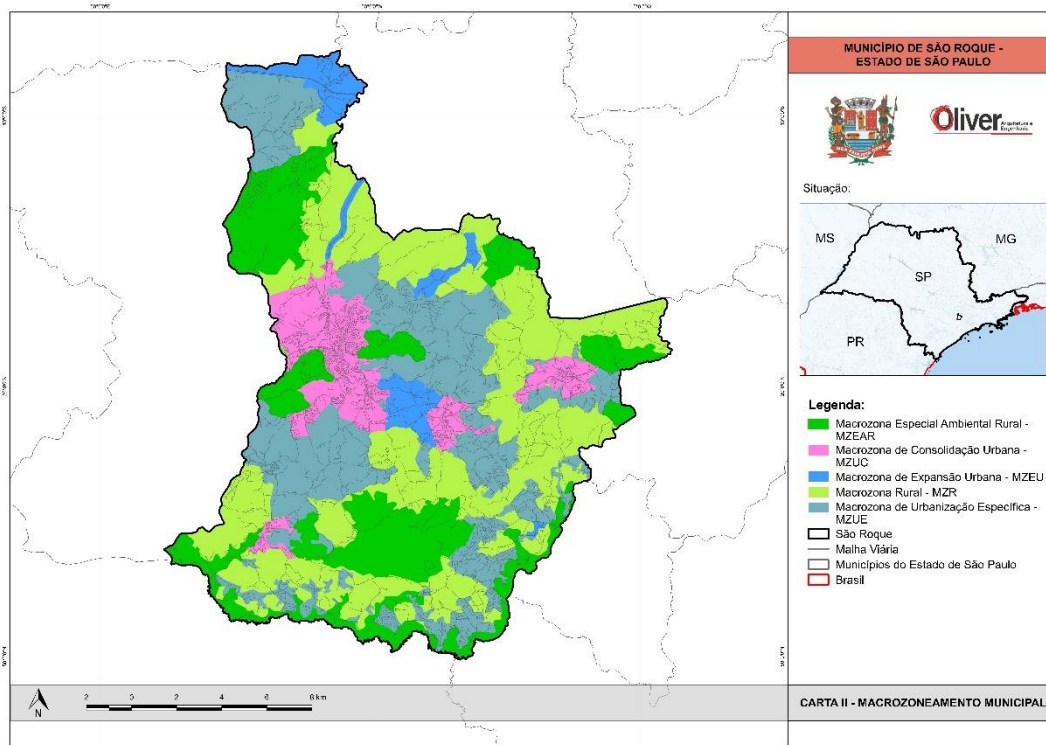 MUNICÍPIO DE SÃO ROQUE -
ESTADO DE SÃO PAULO
Oliver
Arquitetura e
Engenharia
Situação:
MS
MG
SP
PR
Legenda:
Macrozona Especial Ambiental Rural -
MZEAR
Macrozona de Consolidação Urbana -
MZUC
Macrozona de Expansão Urbana - MZEU
Macrozona Rural - MZR
Macrozona de Urbanização Específica -
MZUE
São Roque
Malha Viária
Municípios do Estado de São Paulo
Brasil
N
2 0 2 4 6 8 km
CARTA II - MACROZONEAMENTO MUNICIPAL